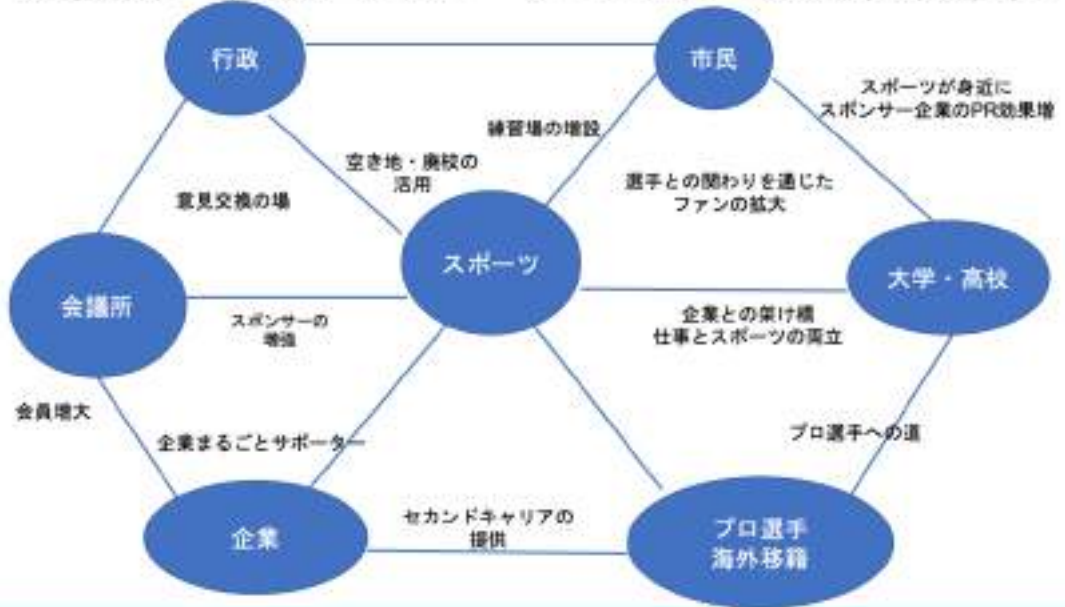 行政
市民
スポーツが身近に
スポンサー企業のPR効果増
練習場の増設
空き地・廃校の
活用
選手との関わりを通じた
ファンの拡大
意見交換の場
スポーツ
大学・高校
会議所
スポンサーの
増強
企業との架け橋
仕事とスポーツの両立
会員増大
企業まるごとサポーター
プロ選手への道
セカンドキャリアの
提供
企業
プロ選手
海外移籍